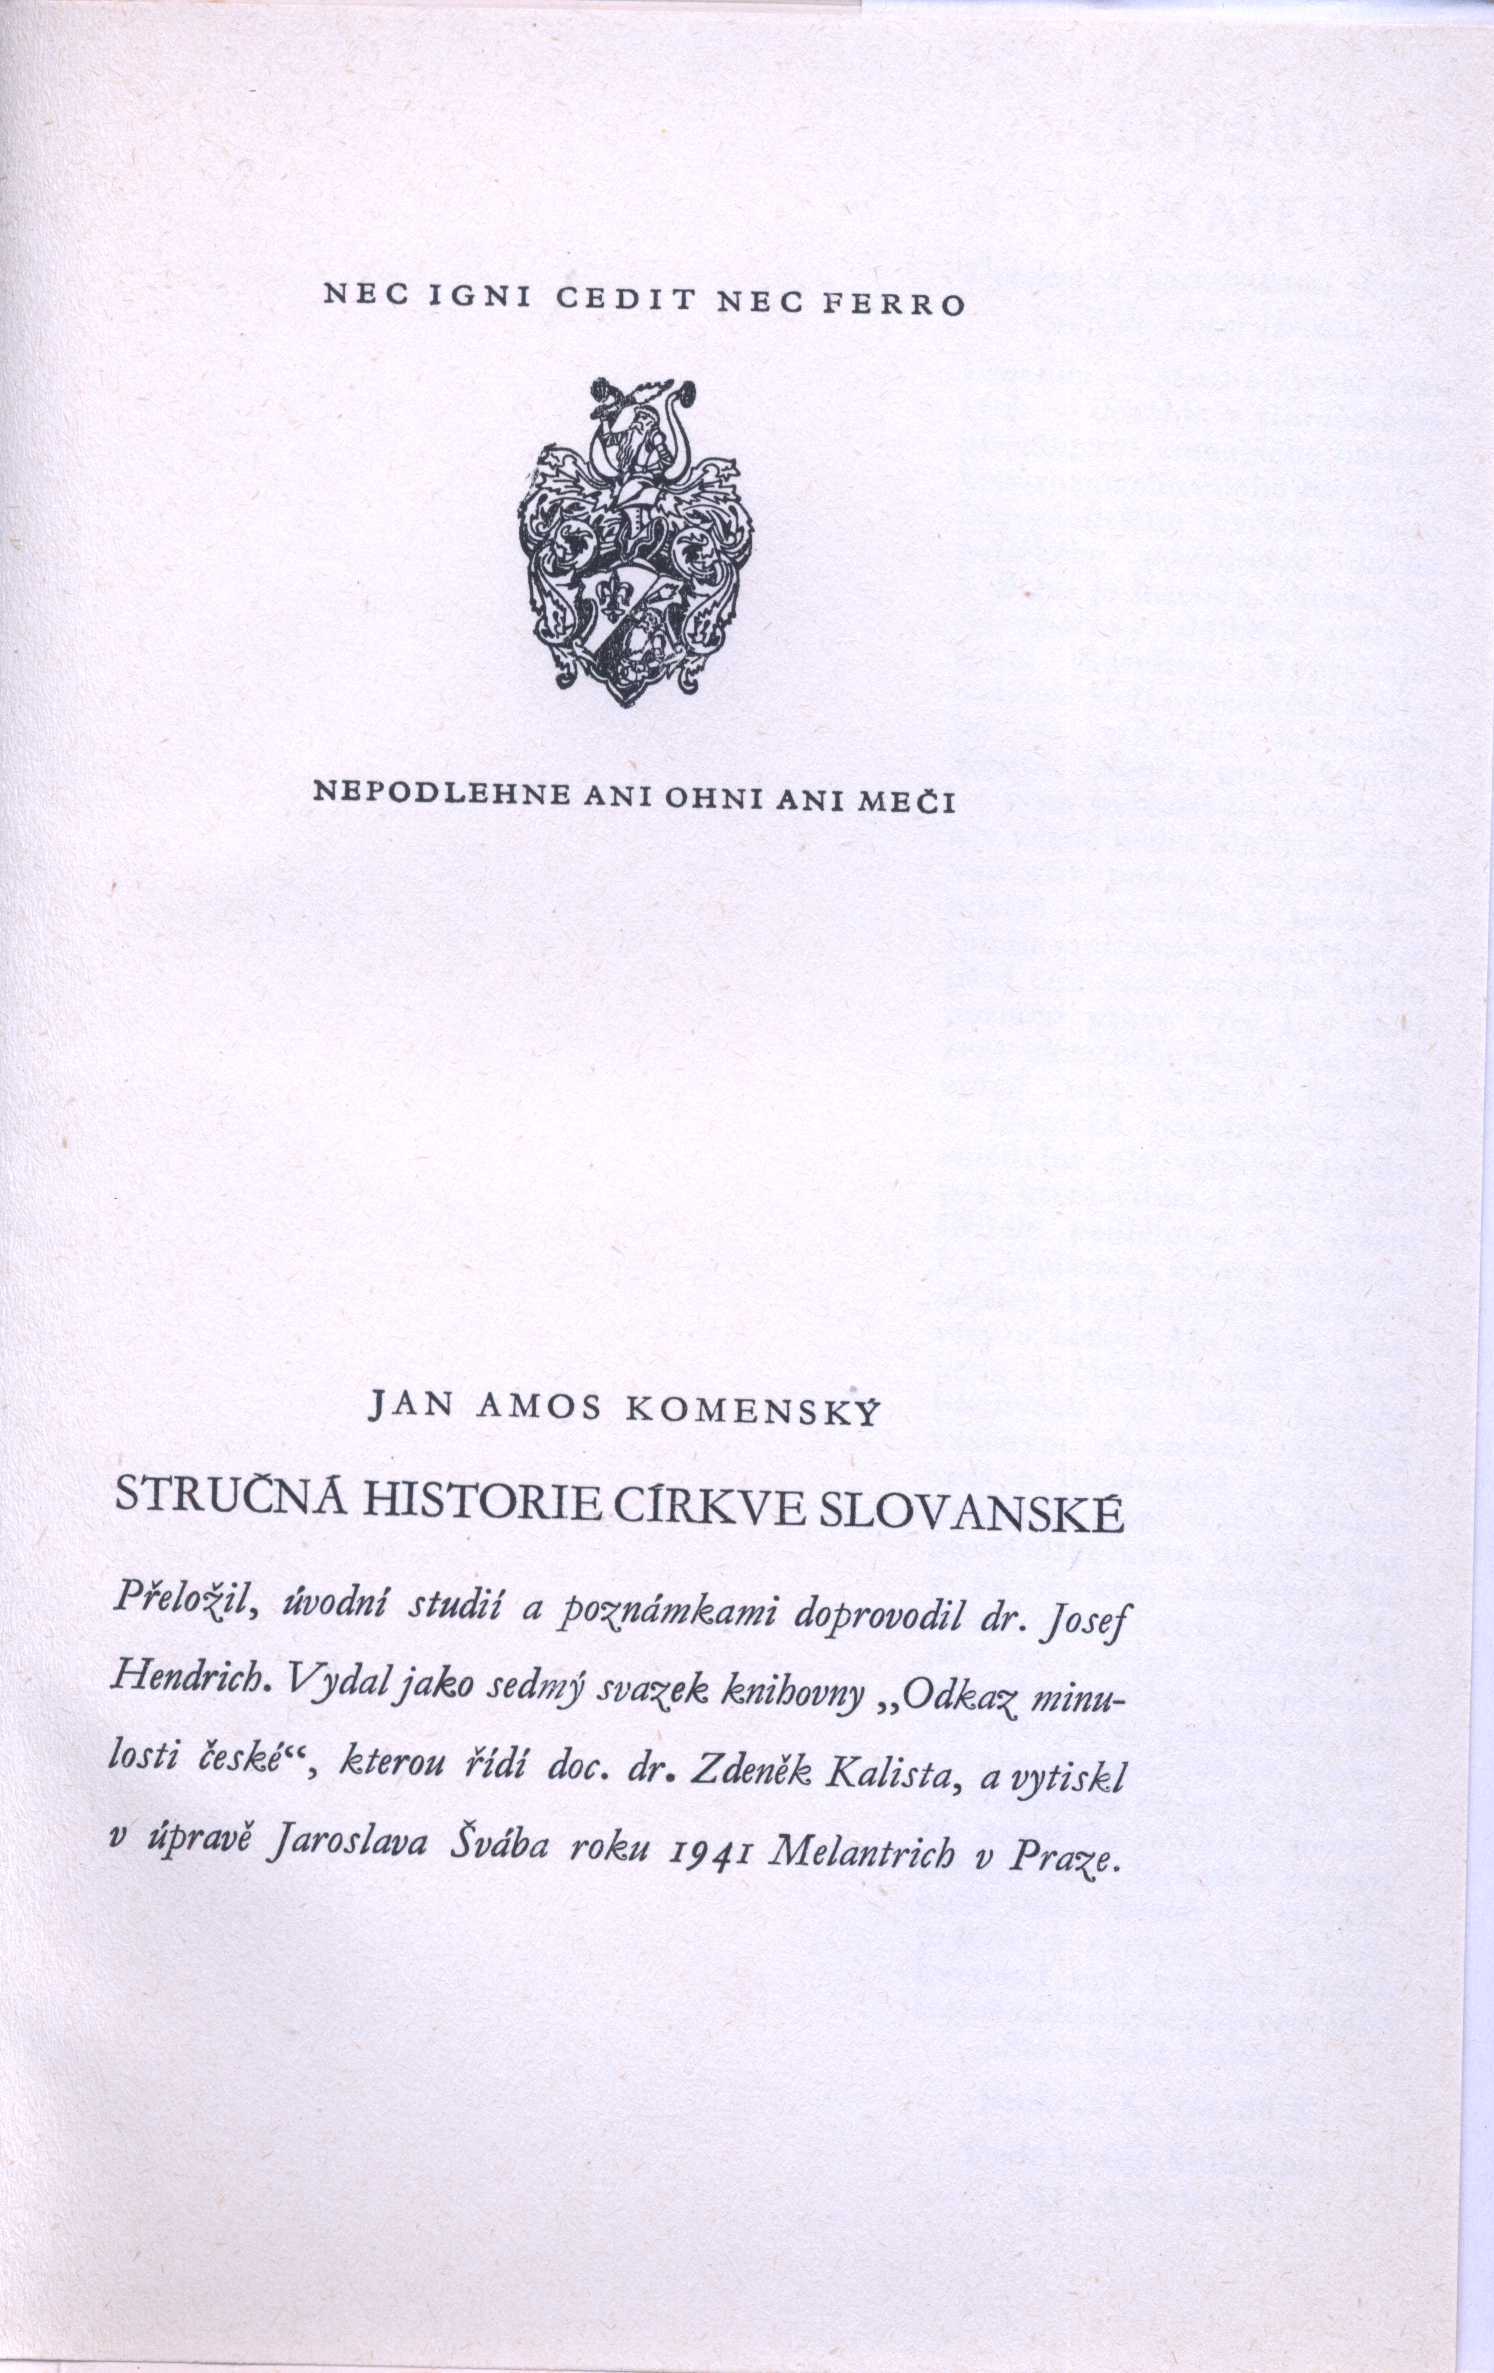 NEC IGNI CEDIT NEC FERRO
NEPODLEHNE ANI OHNI ANI MEČI
JAN AMOS KOMENSKÝ
STRUČNÁ HISTORIE CÍRKVE SLOVANSKÉ
Přeložil, úvodní studií a poznámkami doprovodil dr. Josef
Hendrich. Vydal jako sedmý svazek knihovny „Odkaz minu-
losti české“, kterou řídí doc. dr. Zdeněk Kalista, a vytiskl
v úpravě Jaroslava Švába roku 1941 Melantrich v Praze.